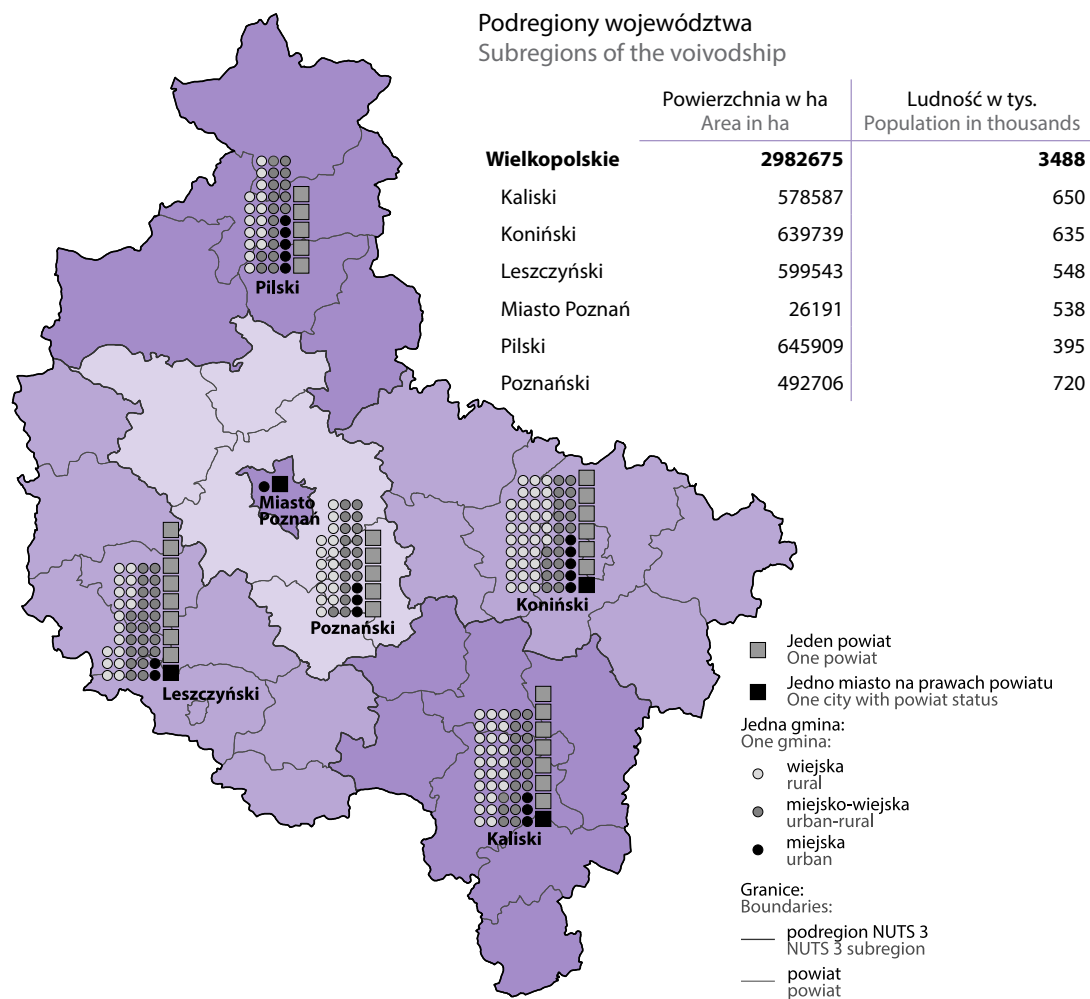 Podregiony województwa
Subregions of the voivodship
Powierzchnia w ha Ludność w tys.
Area in ha Population in thousands
Wielkopolskie 2982675 3488
Kaliski 578587 650
Koniński 639739 635
Leszczyński 599543 548
Miasto Poznań 26191 538
Pilski 645909 395
Poznański 492706 720
Pilski
Miasto
Poznań
Poznański
Koniński
Leszczyński
Kaliski
Jeden powiat
One powiat
Jedno miasto na prawach powiatu
One city with powiat status
Jedna gmina:
One gmina:
wiejska
rural
miejsko-wiejska
urban-rural
miejska
urban
Granice:
Boundaries:
podregion NUTS 3
NUTS 3 subregion
powiat
powiat